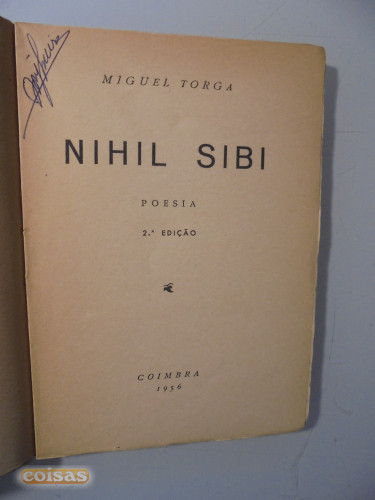 MIGUEL TORGA
NIHIL SIBI
POESIA
2.ª EDIÇÃO
COIMBRA
1956
coisas